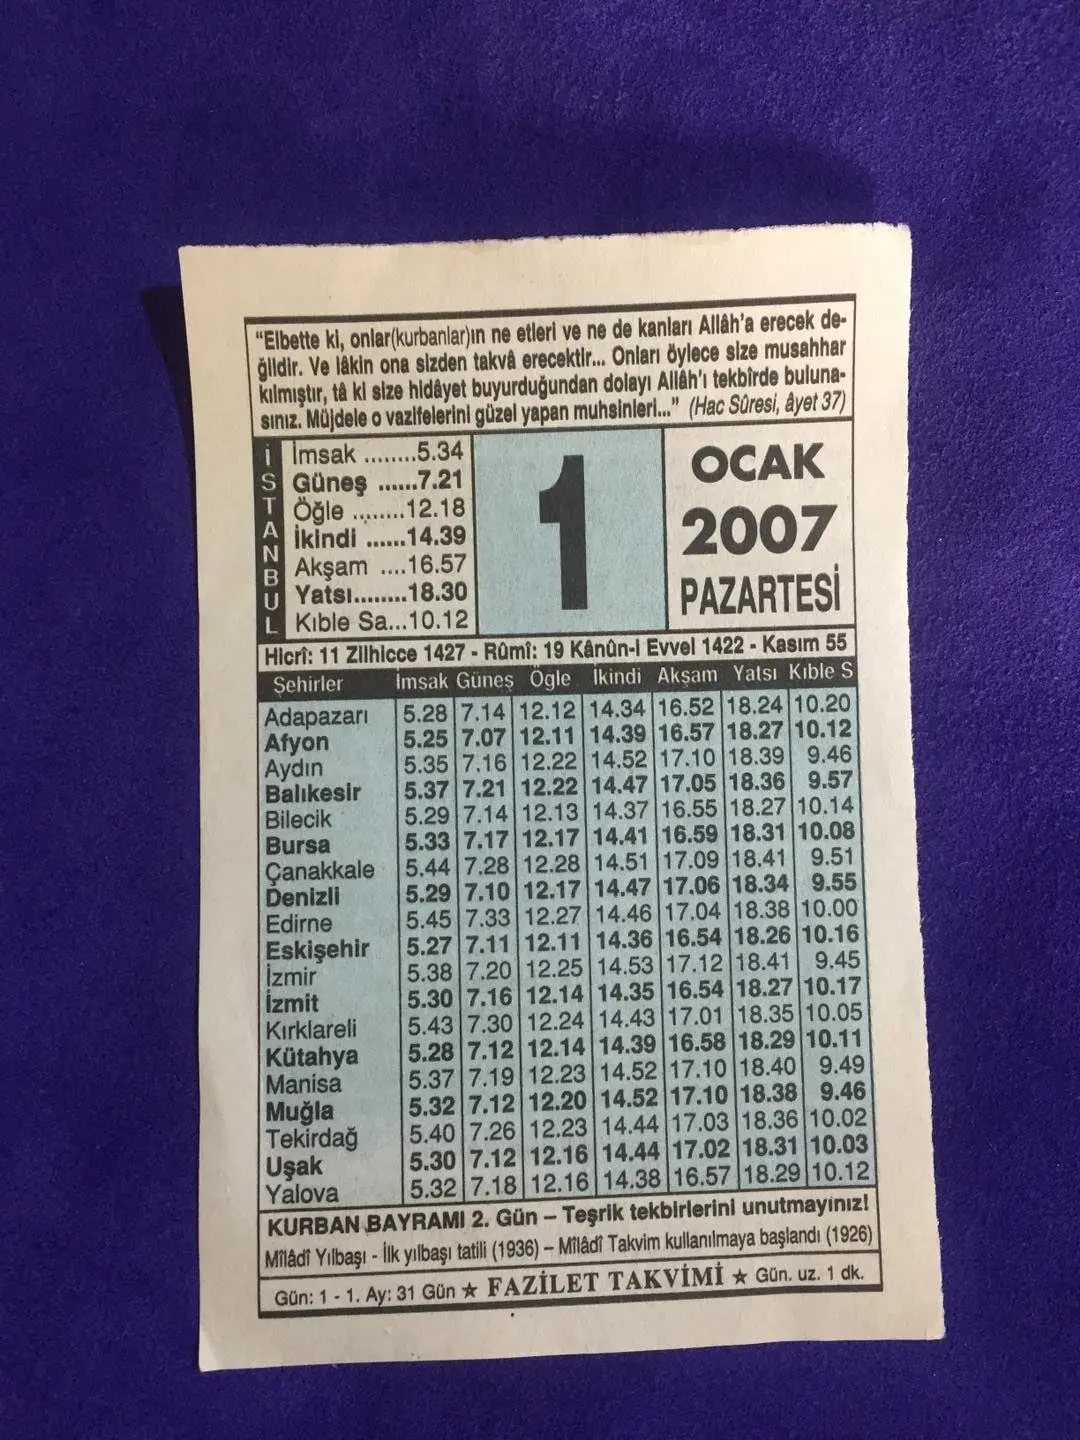 “Elbette ki, onlar(kurbanlar)ın ne etleri ve ne de kanları Allâh’a erecek de-
ğildir. Ve lâkin ona sizden takvâ erecektir... Onları öylece size musahhar
kılmıştır, tâ ki size hidâyet buyurduğundan dolayı Allâh’ı tekbîrde buluna-
sınız. Müjdele o vazifelerini güzel yapan muhsinleri...” (Hac Sûresi, âyet 37)
İSTANBUL
İmsak ........5.34
Güneş ......7.21
Öğle ........12.18
İkindi ......14.39
Akşam ....16.57
Yatsı........18.30
Kıble Sa...10.12
1
OCAK
2007
PAZARTESİ
Hicrî: 11 Zilhicce 1427 - Rûmî: 19 Kânûn-i Evvel 1422 - Kasım 55
Şehirler İmsak Güneş Ögle İkindi Akşam Yatsı Kıble S
Adapazarı 5.28 7.14 12.12 14.34 16.52 18.24 10.20
Afyon 5.25 7.07 12.11 14.39 16.57 18.27 10.12
Aydın 5.35 7.16 12.22 14.52 17.10 18.39 9.46
Balıkesir 5.37 7.21 12.22 14.47 17.05 18.36 9.57
Bilecik 5.29 7.14 12.13 14.37 16.55 18.27 10.14
Bursa 5.33 7.17 12.17 14.41 16.59 18.31 10.08
Çanakkale 5.44 7.28 12.28 14.51 17.09 18.41 9.51
Denizli 5.29 7.10 12.17 14.47 17.06 18.34 9.55
Edirne 5.45 7.33 12.27 14.46 17.04 18.38 10.00
Eskişehir 5.27 7.11 12.11 14.36 16.54 18.26 10.16
İzmir 5.38 7.20 12.25 14.53 17.12 18.41 9.45
İzmit 5.30 7.16 12.14 14.35 16.54 18.27 10.17
Kırklareli 5.43 7.30 12.24 14.43 17.01 18.35 10.05
Kütahya 5.28 7.12 12.14 14.39 16.58 18.29 10.11
Manisa 5.37 7.19 12.23 14.52 17.10 18.40 9.49
Muğla 5.32 7.12 12.20 14.52 17.10 18.38 9.46
Tekirdağ 5.40 7.26 12.23 14.44 17.03 18.36 10.02
Uşak 5.30 7.12 12.16 14.44 17.02 18.31 10.03
Yalova 5.32 7.18 12.16 14.38 16.57 18.29 10.12
KURBAN BAYRAMI 2. Gün – Teşrik tekbirlerini unutmayınız!
Mîlâdî Yılbaşı - İlk yılbaşı tatili (1936) – Mîlâdî Takvim kullanılmaya başlandı (1926)
Gün: 1 - 1. Ay: 31 Gün ★ FAZİLET TAKVİMİ ★ Gün. uz. 1 dk.